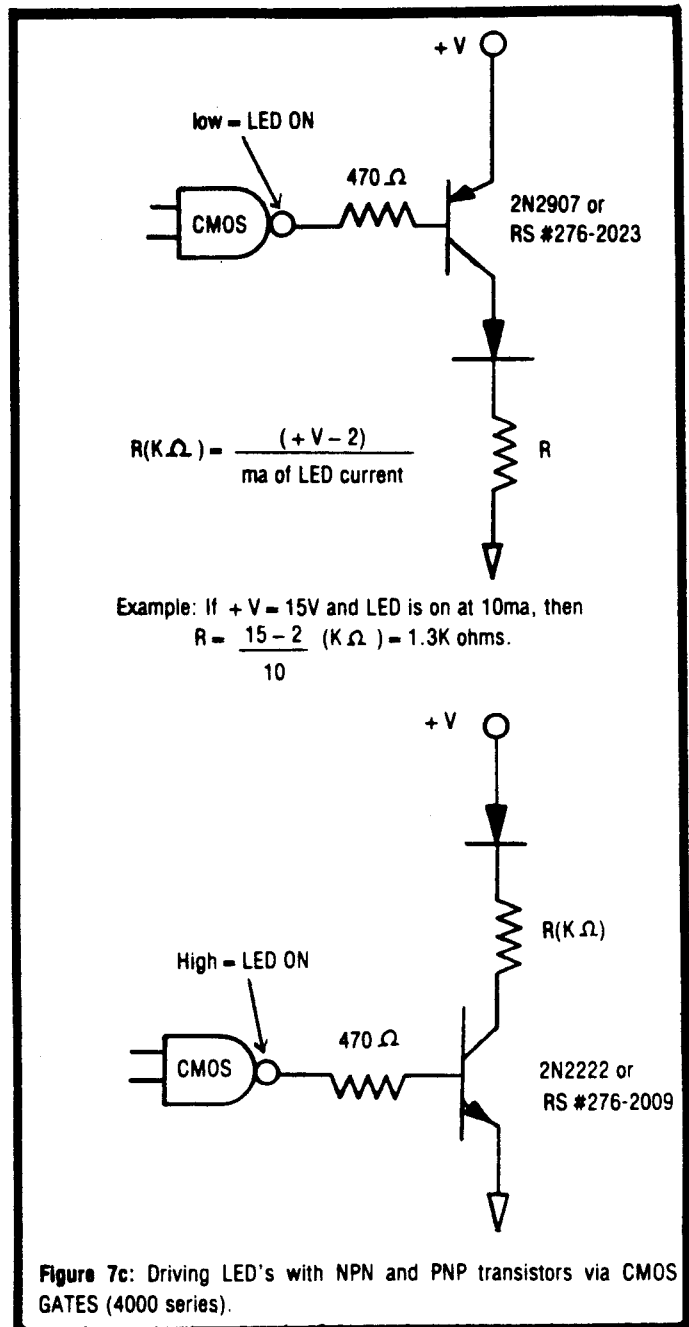 + V
low = LED ON
470 Ω
CMOS
2N2907 or
RS #276-2023
R(KΩ) = (+ V – 2)
ma of LED current
R
Example: If + V = 15V and LED is on at 10ma, then
R = 15 – 2 (KΩ) = 1.3K ohms.
10
+ V
R(KΩ)
High = LED ON
470 Ω
CMOS
2N2222 or
RS #276-2009
Figure 7c: Driving LED's with NPN and PNP transistors via CMOS
GATES (4000 series).